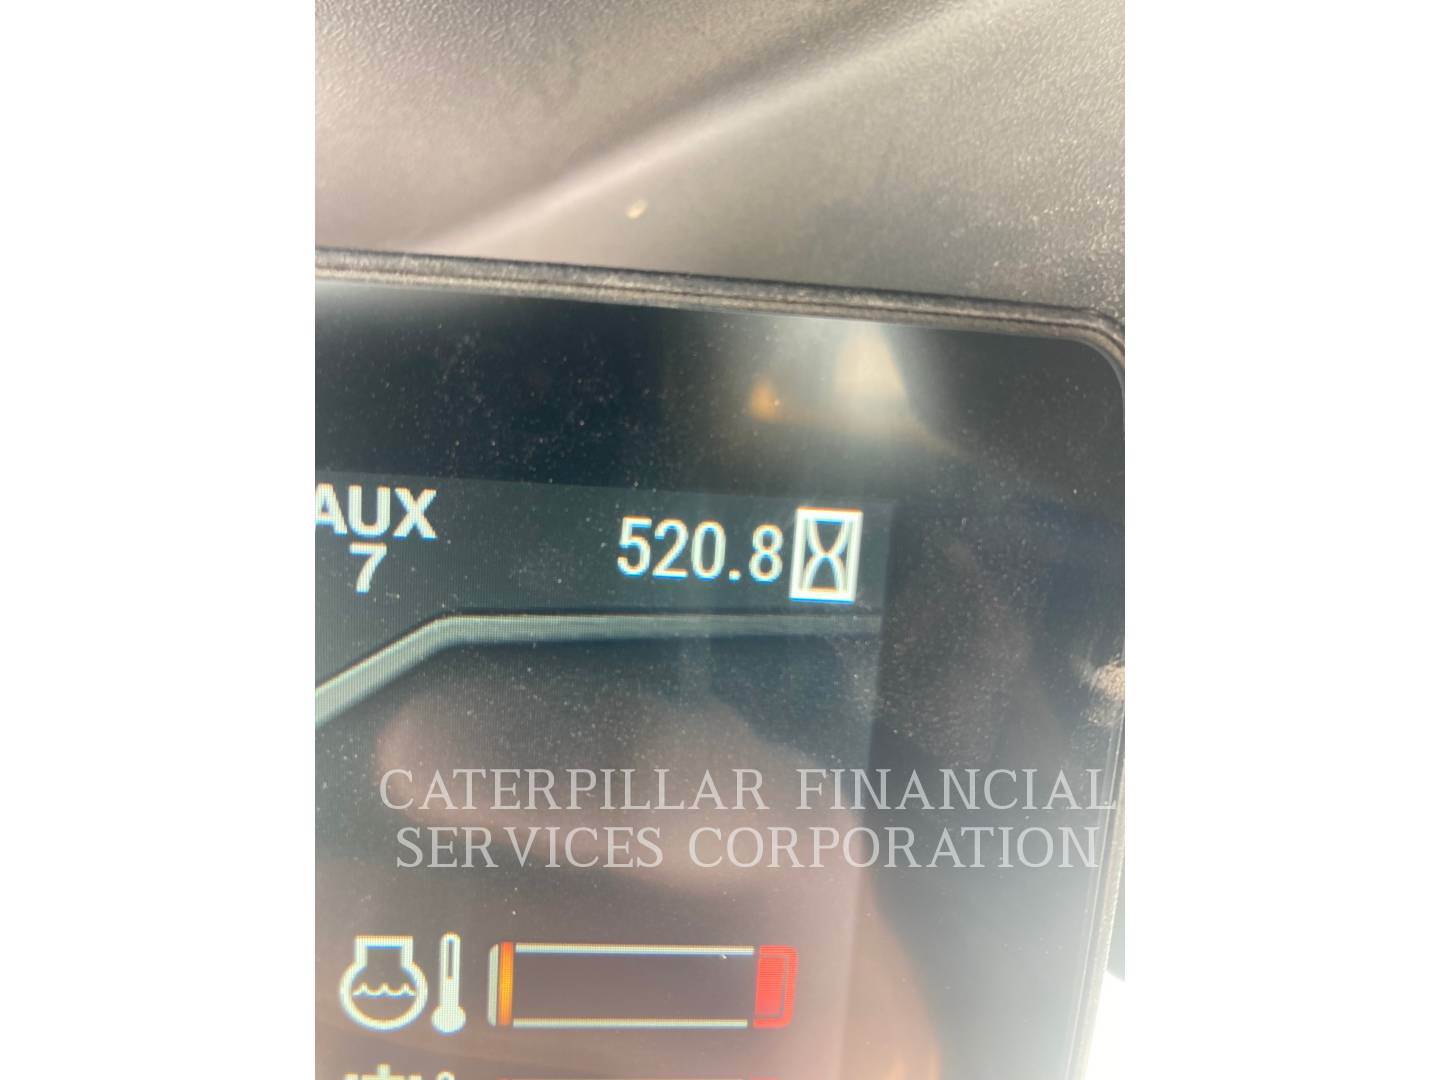 AUX
7
520.8
CATERPILLAR FINANCIAL
SERVICES CORPORATION